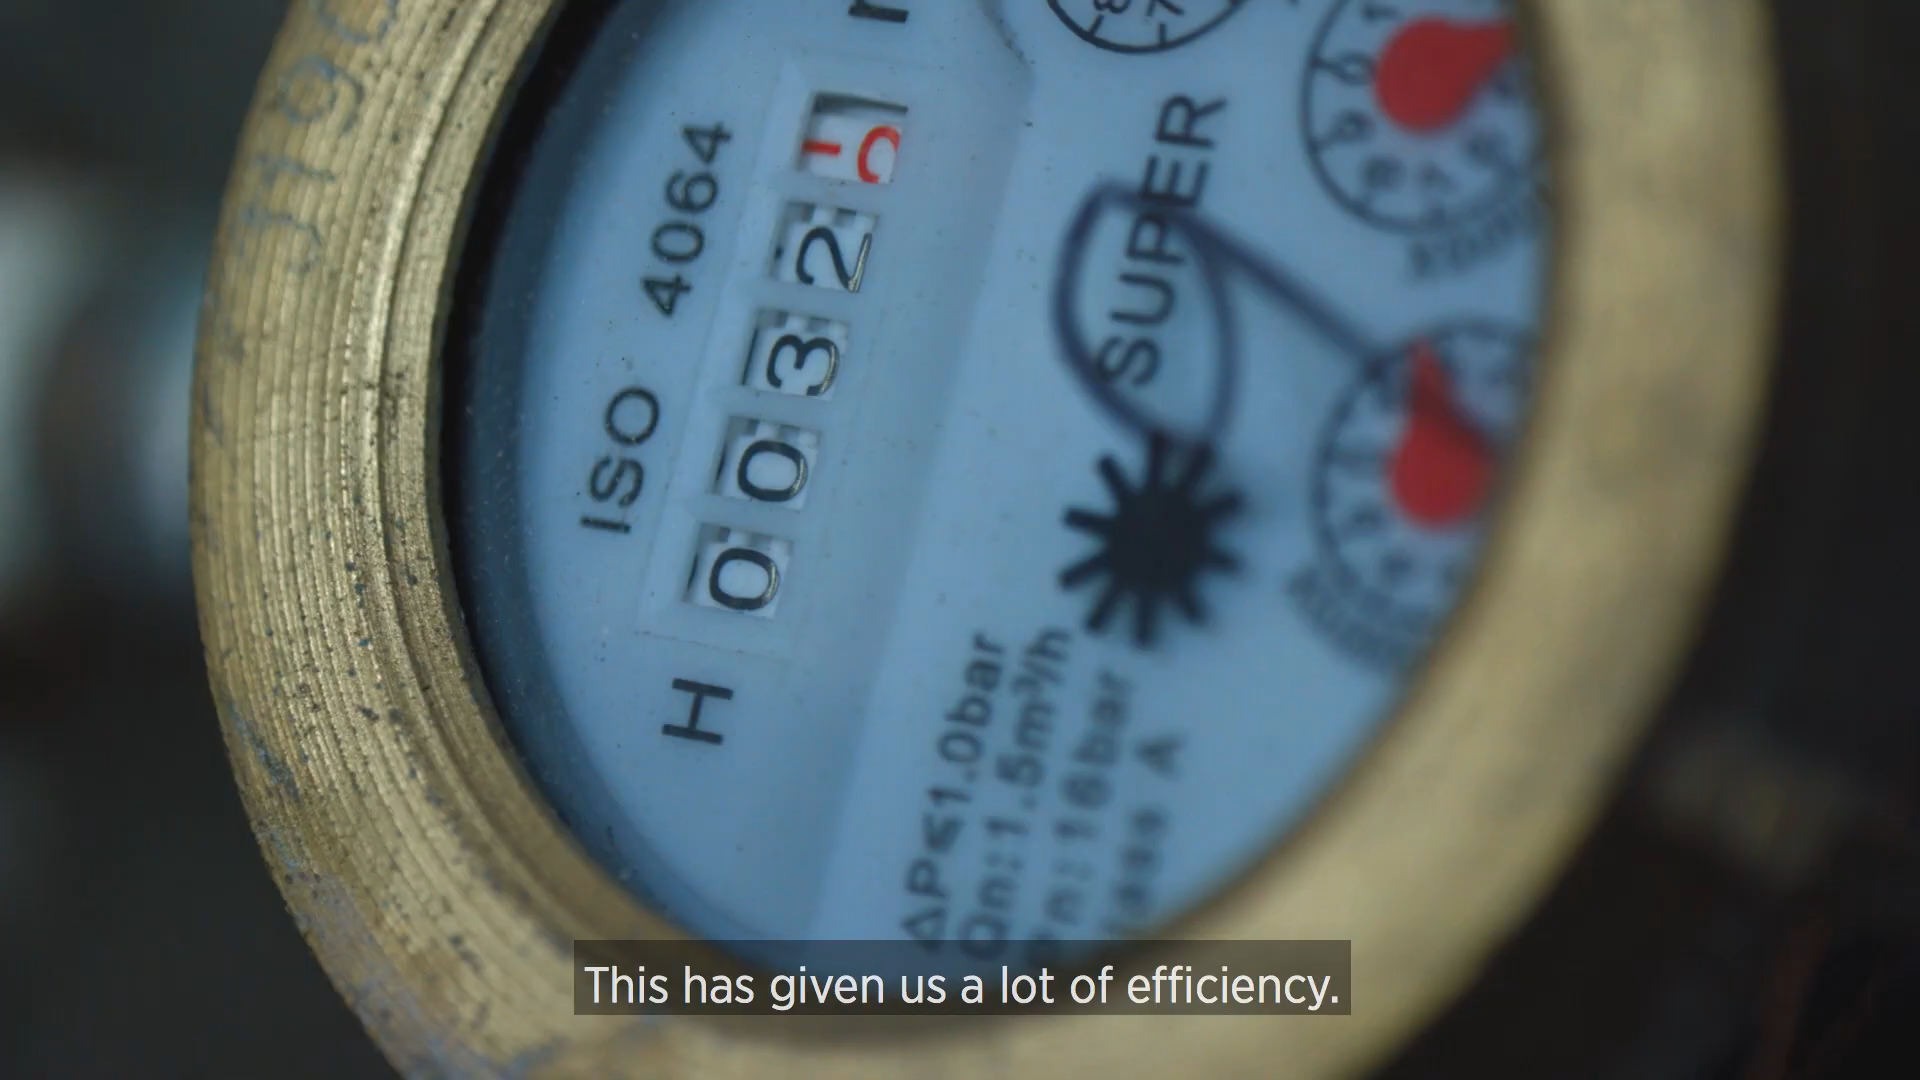 ISO 4064
0032
H
SUPER
ΔP≤1.0bar
Qn:1.5m³/h
Pn:16bar
Class A
This has given us a lot of efficiency.